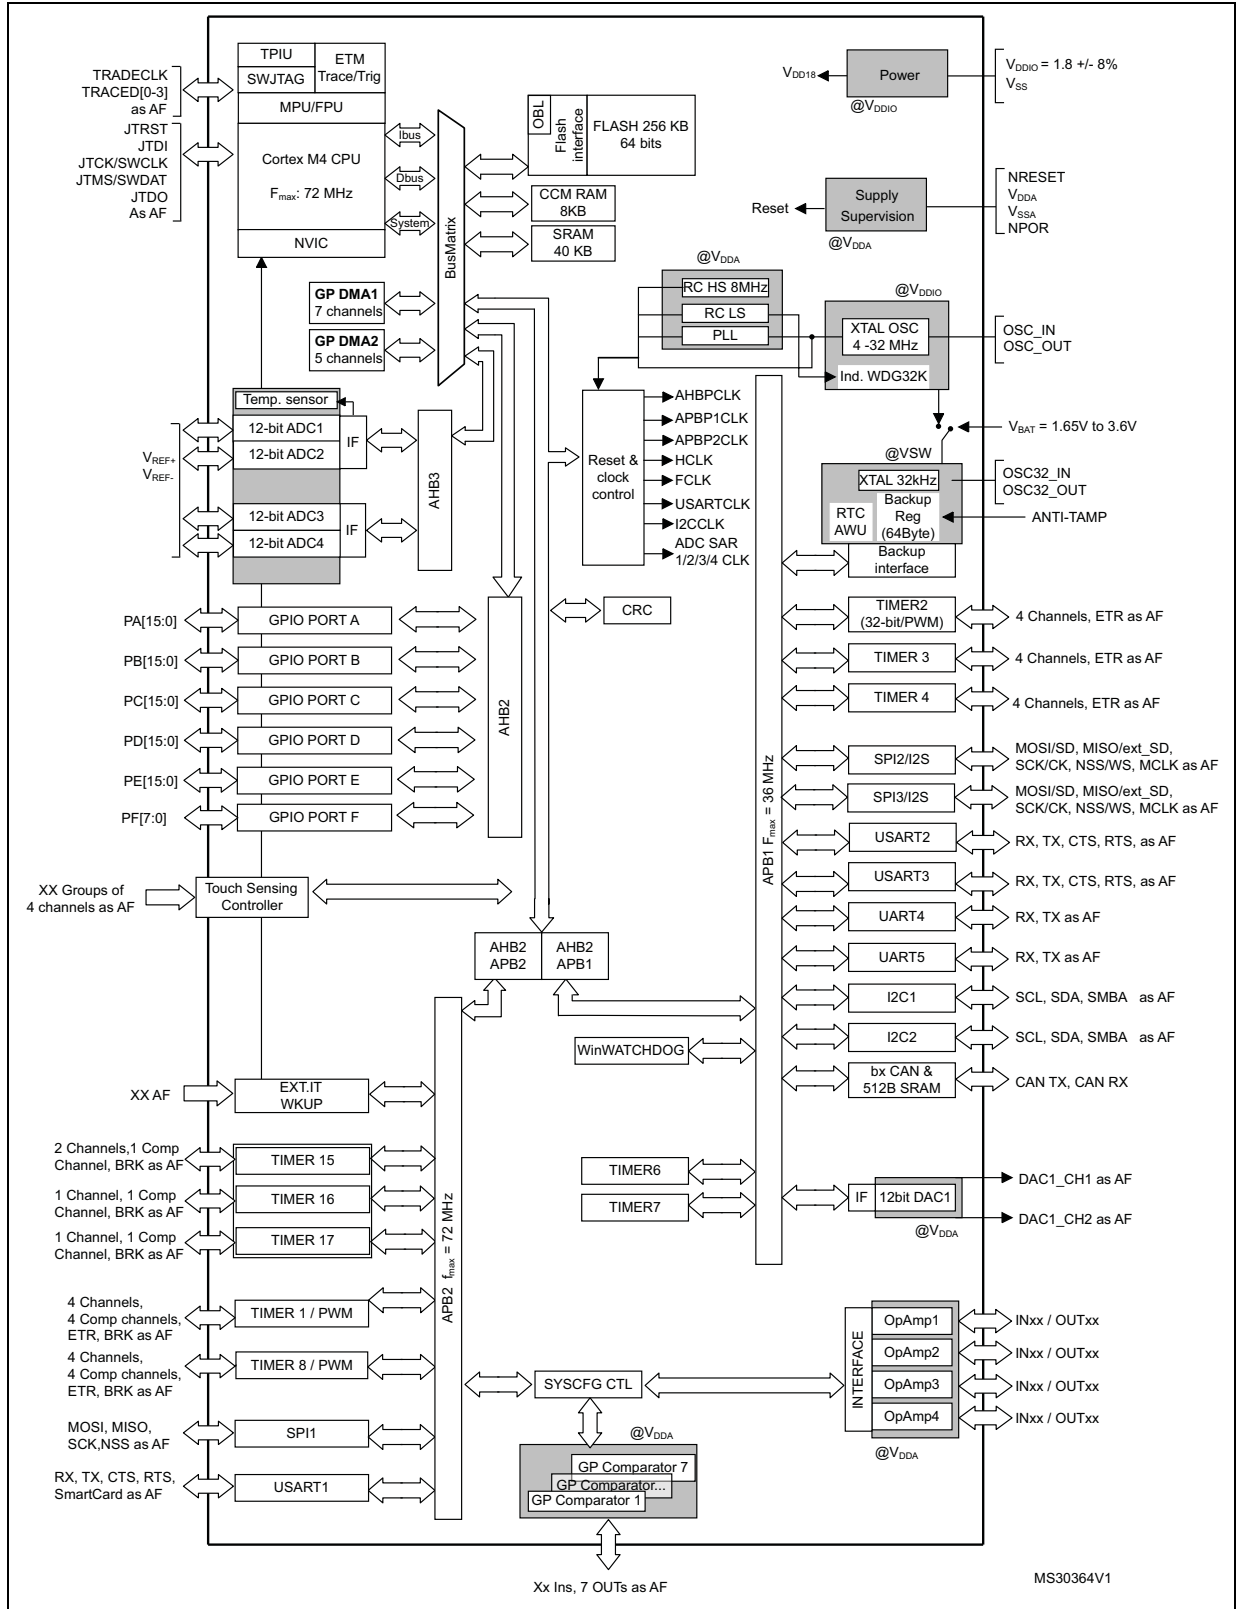 TPIU
SWJTAG
ETM
Trace/Trig
MPU/FPU
Cortex M4 CPU
Fmax: 72 MHz
NVIC
TRADECLK
TRACED[0-3]
as AF
JTRST
JTDI
JTCK/SWCLK
JTMS/SWDAT
JTDO
As AF
Ibus
Dbus
System
BusMatrix
OBL
Flash
interface
FLASH 256 KB
64 bits
CCM RAM
8KB
SRAM
40 KB
VDD18
Power
@VDDIO
VDDIO = 1.8 +/- 8%
VSS
Reset
Supply
Supervision
@VDDA
NRESET
VDDA
VSSA
NPOR
GP DMA1
7 channels
GP DMA2
5 channels
@VDDA
RC HS 8MHz
RC LS
PLL
@VDDIO
XTAL OSC
4 -32 MHz
Ind. WDG32K
OSC_IN
OSC_OUT
VBAT = 1.65V to 3.6V
@VSW
XTAL 32kHz
RTC
AWU
Backup
Reg
(64Byte)
Backup
interface
OSC32_IN
OSC32_OUT
ANTI-TAMP
Reset &
clock
control
AHBPCLK
APBP1CLK
APBP2CLK
HCLK
FCLK
USARTCLK
I2CCLK
ADC SAR
1/2/3/4 CLK
Temp. sensor
12-bit ADC1
12-bit ADC2
IF
12-bit ADC3
12-bit ADC4
IF
VREF+
VREF-
AHB3
AHB2
CRC
PA[15:0]
GPIO PORT A
PB[15:0]
GPIO PORT B
PC[15:0]
GPIO PORT C
PD[15:0]
GPIO PORT D
PE[15:0]
GPIO PORT E
PF[7:0]
GPIO PORT F
XX Groups of
4 channels as AF
Touch Sensing
Controller
AHB2
APB2
AHB2
APB1
APB1 Fmax = 36 MHz
TIMER2
(32-bit/PWM)
4 Channels, ETR as AF
TIMER 3
4 Channels, ETR as AF
TIMER 4
4 Channels, ETR as AF
SPI2/I2S
MOSI/SD, MISO/ext_SD,
SCK/CK, NSS/WS, MCLK as AF
SPI3/I2S
MOSI/SD, MISO/ext_SD,
SCK/CK, NSS/WS, MCLK as AF
USART2
RX, TX, CTS, RTS, as AF
USART3
RX, TX, CTS, RTS, as AF
UART4
RX, TX as AF
UART5
RX, TX as AF
I2C1
SCL, SDA, SMBA as AF
I2C2
SCL, SDA, SMBA as AF
bx CAN &
512B SRAM
CAN TX, CAN RX
WinWATCHDOG
TIMER6
TIMER7
IF
12bit DAC1
@VDDA
DAC1_CH1 as AF
DAC1_CH2 as AF
XX AF
EXT.IT
WKUP
2 Channels,1 Comp
Channel, BRK as AF
TIMER 15
1 Channel, 1 Comp
Channel, BRK as AF
TIMER 16
1 Channel, 1 Comp
Channel, BRK as AF
TIMER 17
4 Channels,
4 Comp channels,
ETR, BRK as AF
TIMER 1 / PWM
4 Channels,
4 Comp channels,
ETR, BRK as AF
TIMER 8 / PWM
MOSI, MISO,
SCK,NSS as AF
SPI1
RX, TX, CTS, RTS,
SmartCard as AF
USART1
APB2 fmax = 72 MHz
SYSCFG CTL
@VDDA
GP Comparator 7
GP Comparator...
GP Comparator 1
Xx Ins, 7 OUTs as AF
INTERFACE
OpAmp1
INxx / OUTxx
OpAmp2
INxx / OUTxx
OpAmp3
INxx / OUTxx
OpAmp4
INxx / OUTxx
@VDDA
MS30364V1